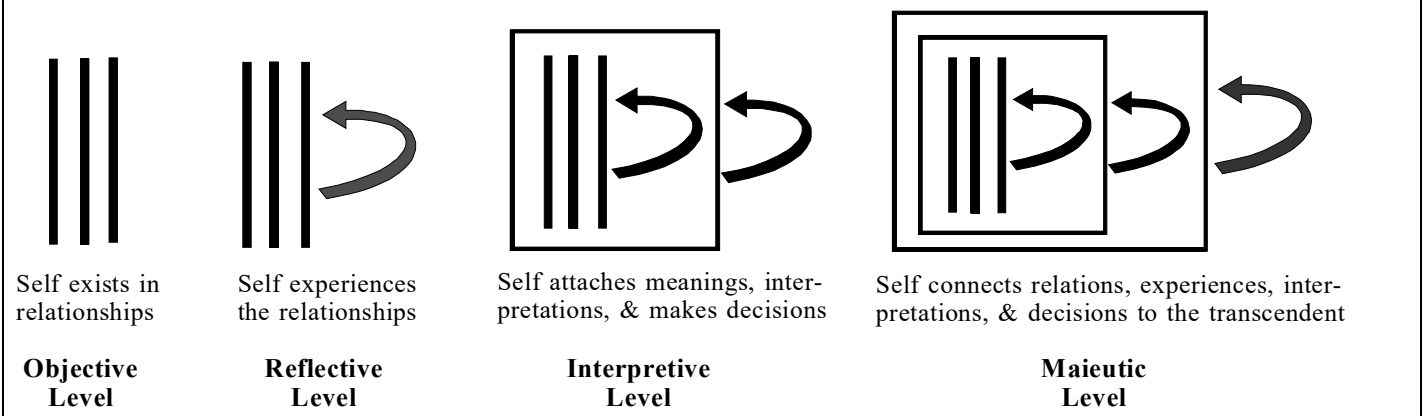 Self exists in
relationships
Self experiences
the relationships
Self attaches meanings, inter-
pretations, & makes decisions
Self connects relations, experiences, inter-
pretations, & decisions to the transcendent
Objective
Level
Reflective
Level
Interpretive
Level
Maieutic
Level